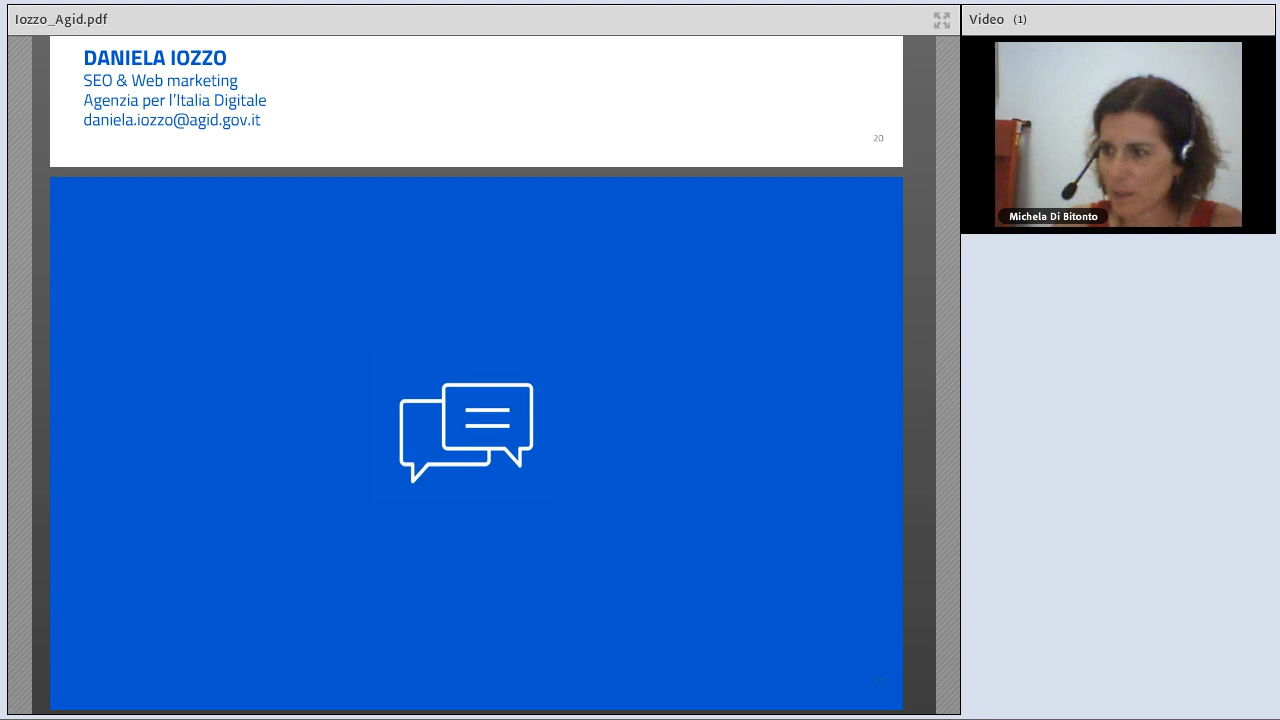 Iozzo_Agid.pdf
Video (1)
DANIELA IOZZO
SEO & Web marketing
Agenzia per l'Italia Digitale
daniela.iozzo@agid.gov.it
20
Michela Di Bitonto